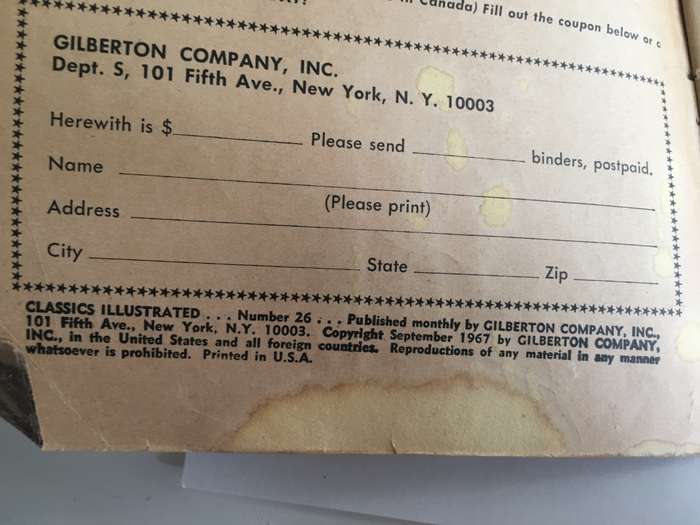 Canada) Fill out the coupon below or
GILBERTON COMPANY, INC.
Dept. S, 101 Fifth Ave., New York, N. Y. 10003
Herewith is $ Please send binders, postpaid.
Name
(Please print)
Address
City State Zip
CLASSICS ILLUSTRATED . . . Number 26 . . . Published monthly by GILBERTON COMPANY, INC.,
101 Fifth Ave., New York, N.Y. 10003. Copyright September 1967 by GILBERTON COMPANY,
INC., in the United States and all foreign countries. Reproductions of any material in any manner
whatsoever is prohibited. Printed in U.S.A.